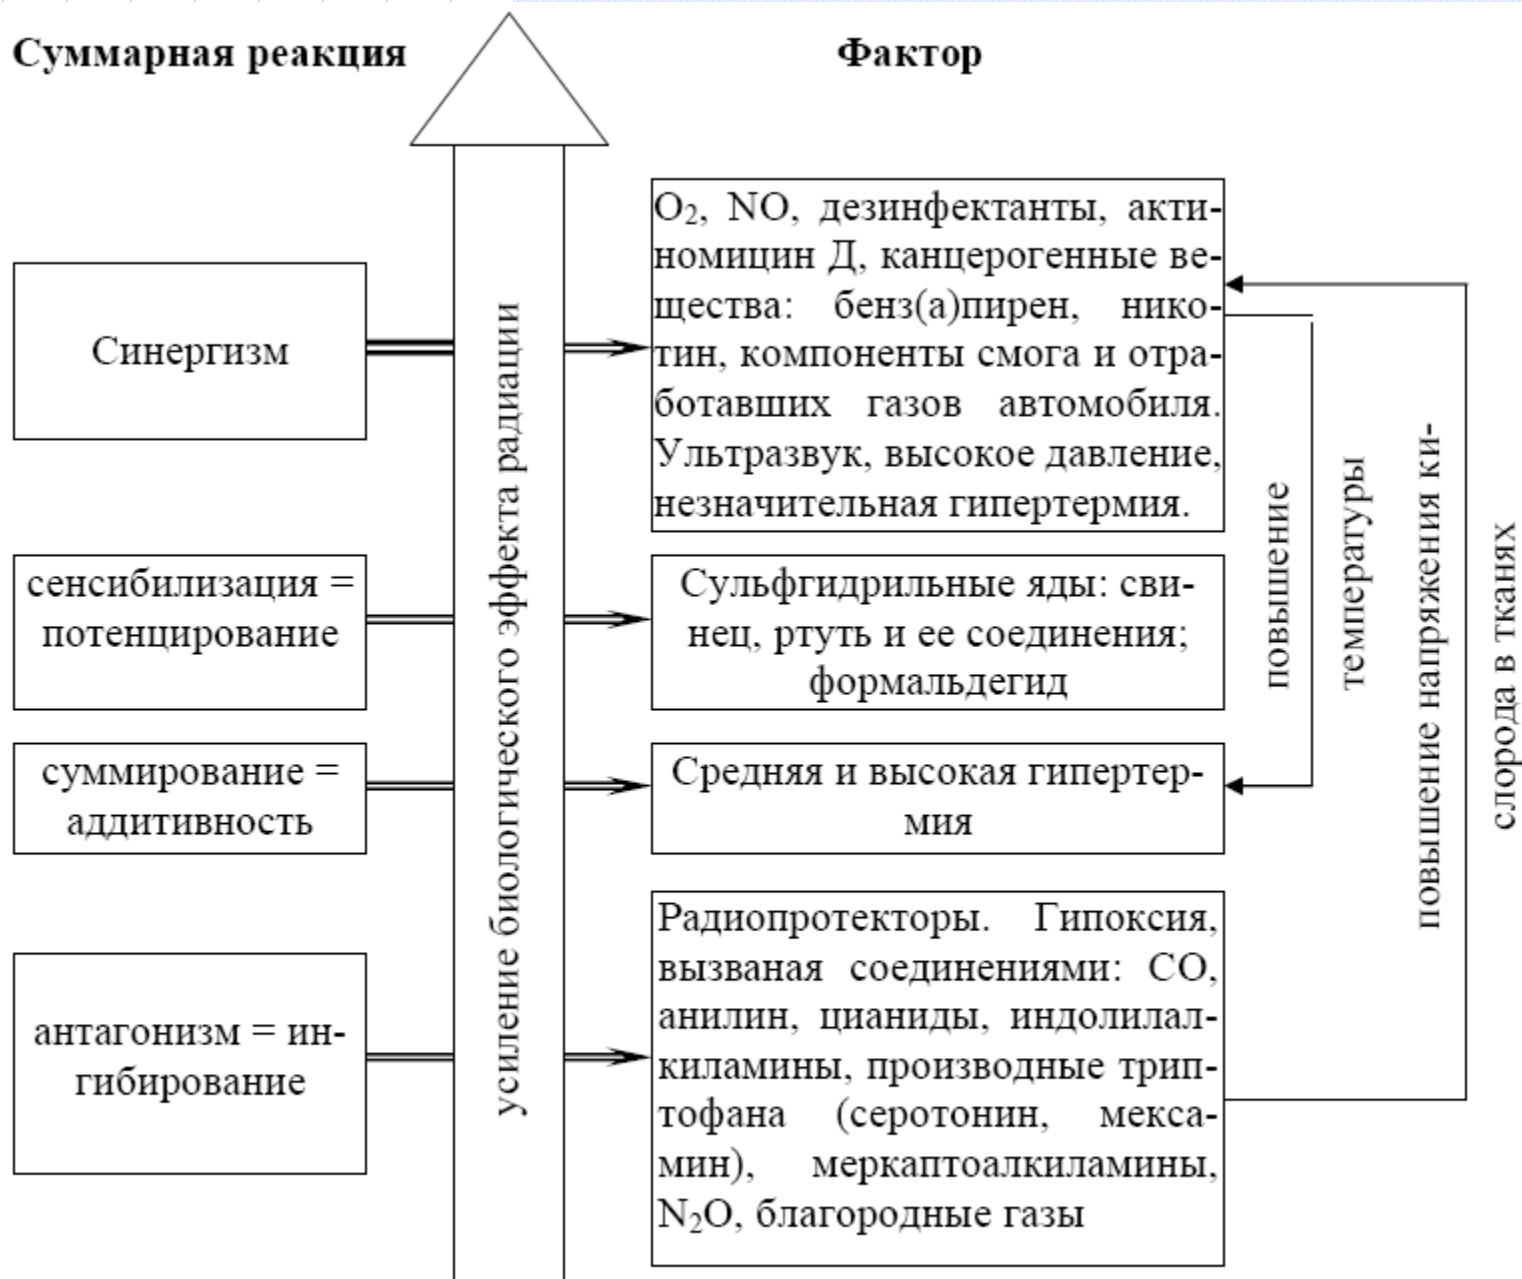 Суммарная реакция
Фактор
Синергизм
O₂, NO, дезинфектанты, акти-
номицин Д, канцерогенные ве-
щества: бенз(а)пирен, нико-
тин, компоненты смога и отра-
ботавших газов автомобиля.
Ультразвук, высокое давление,
незначительная гипертермия.
сенсибилизация =
потенцирование
Сульфгидрильные яды: сви-
нец, ртуть и ее соединения;
формальдегид
суммирование =
аддитивность
Средняя и высокая гипертер-
мия
антагонизм = ин-
гибирование
Радиопротекторы. Гипоксия,
вызваная соединениями: CO,
анилин, цианиды, индолилал-
киламины, производные трип-
тофана (серотонин, мекса-
мин), меркаптоалкиламины,
N₂O, благородные газы
усиление биологического эффекта радиации
повышение
температуры
повышение напряжения ки-
слорода в тканях